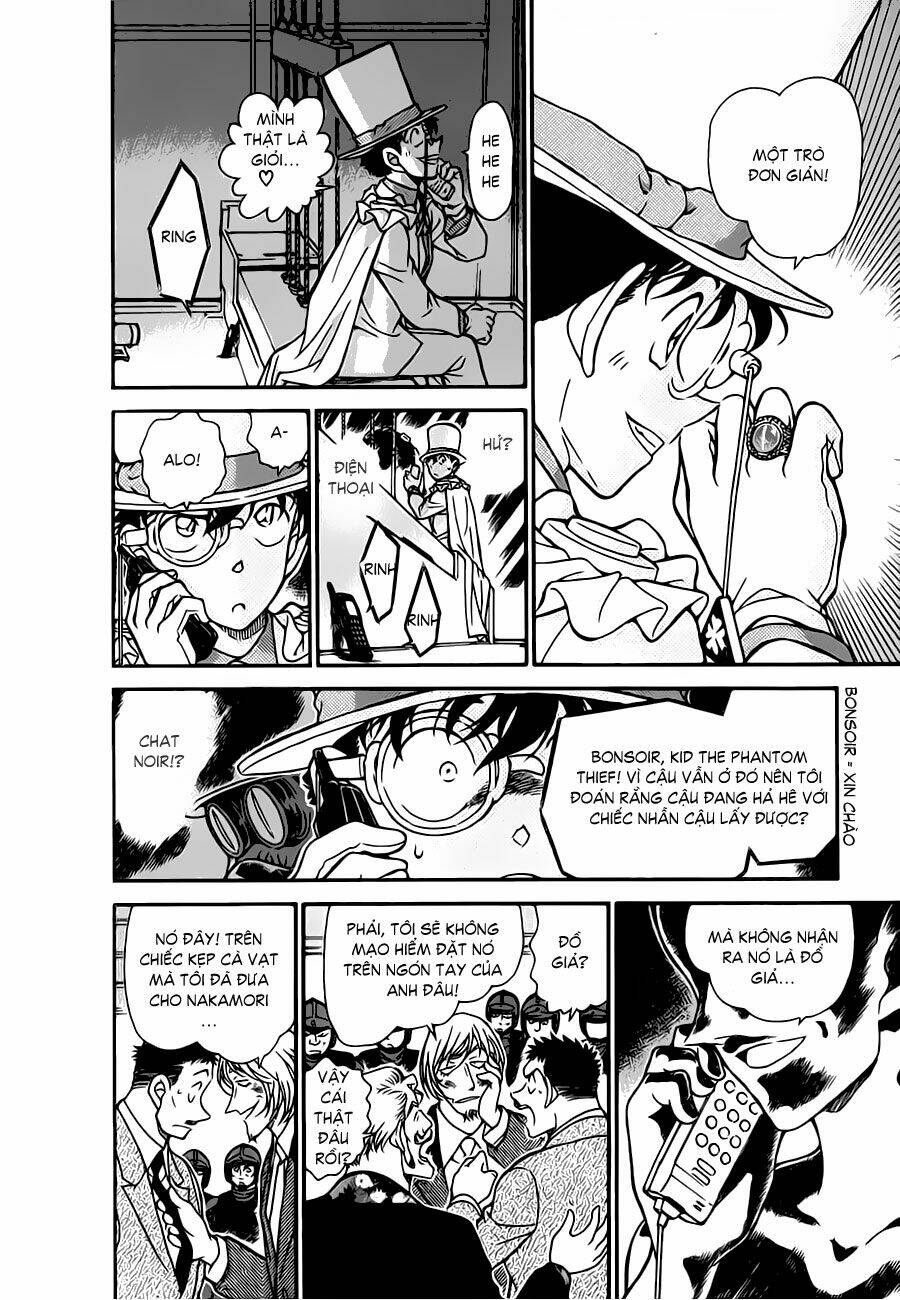 MỘT TRÒ
ĐƠN GIẢN!
HE
HE
HE
MÌNH
THẬT LÀ
GIỎI...
♡
RING
HỨ?
ĐIỆN
THOẠI
RINH
RINH
A-
ALO!
BONSOIR, KID THE PHANTOM
THIEF! VÌ CẬU VẪN Ở ĐÓ NÊN TÔI
ĐOÁN RẰNG CẬU ĐANG HẢ HÊ VỚI
CHIẾC NHẪN CẬU LẤY ĐƯỢC?
BONSOIR = XIN CHÀO
CHAT
NOIR!?
MÀ KHÔNG NHẬN
RA NÓ LÀ ĐỒ
GIẢ...
ĐỒ
GIẢ?
PHẢI, TÔI SẼ KHÔNG
MẠO HIỂM ĐẶT NÓ
TRÊN NGÓN TAY CỦA
ANH ĐÂU!
VẬY
CÁI
THẬT
ĐÂU
RỒI?
NÓ ĐÂY! TRÊN
CHIẾC KẸP CÀ VẠT
MÀ TÔI ĐÃ ĐƯA
CHO NAKAMORI
...